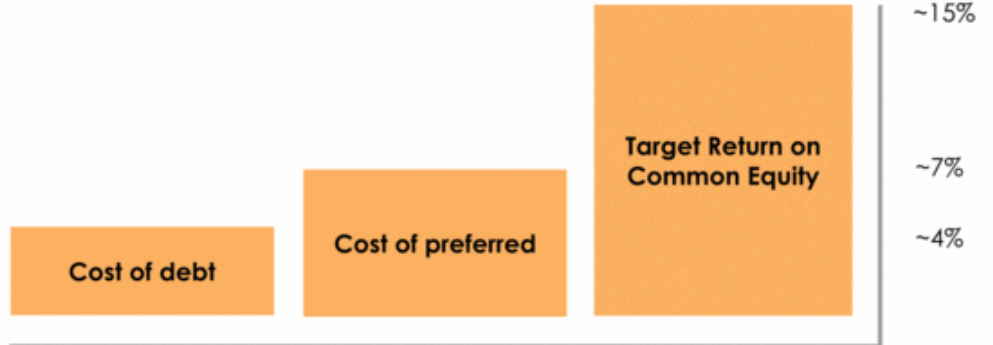 ~15%
Target Return on
Common Equity
~7%
Cost of preferred
~4%
Cost of debt